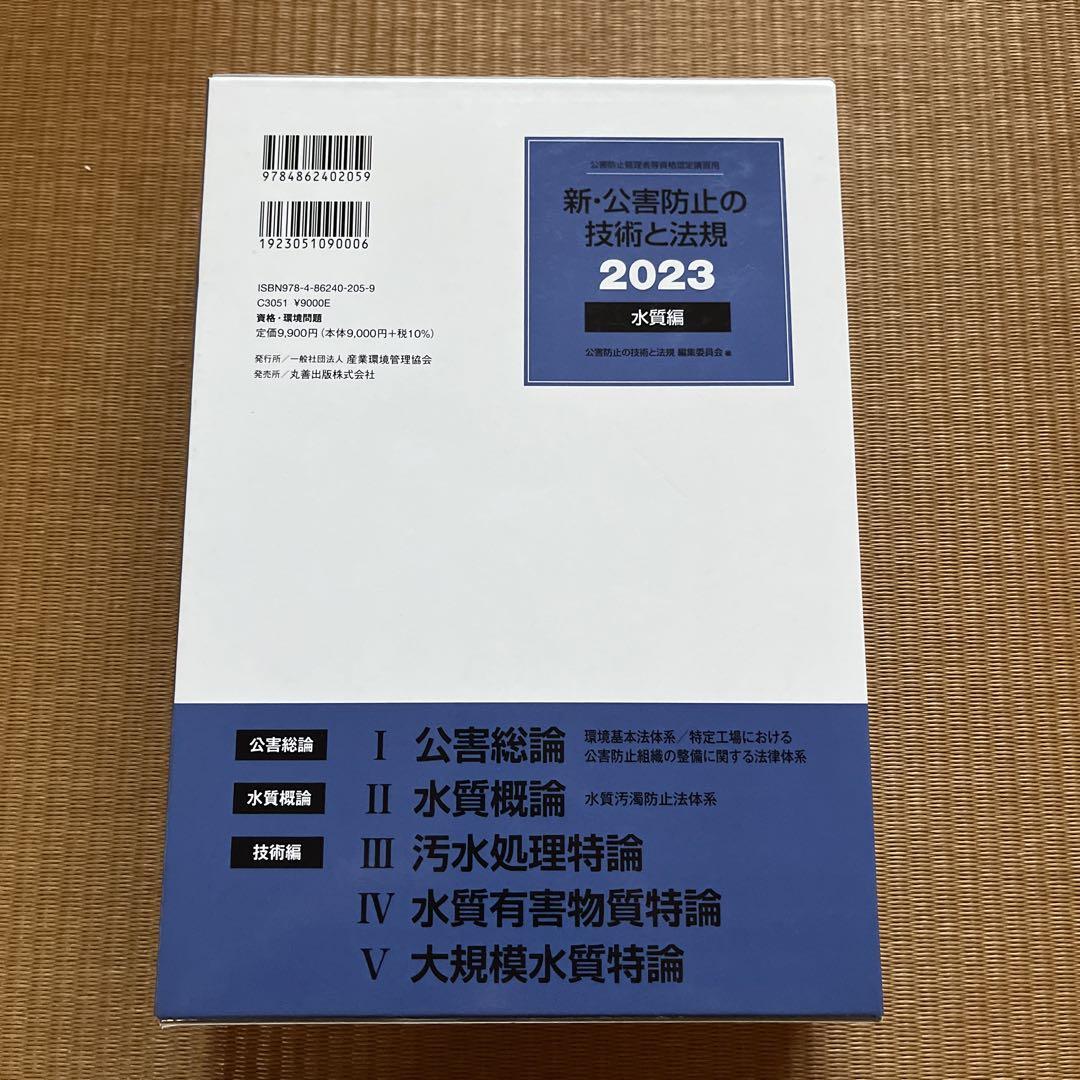 9784862402059
1923051090006
ISBN978-4-86240-205-9
C3051 ¥9000E
資格・環境問題
定価9,900円(本体9,000円+税10%)
発行所/一般社団法人 産業環境管理協会
発売所/丸善出版株式会社
公害防止管理者等資格認定講習用
新・公害防止の
技術と法規
2023
水質編
公害防止の技術と法規 編集委員会 編
公害総論 Ⅰ 公害総論 環境基本法体系/特定工場における
公害防止組織の整備に関する法律体系
水質概論 Ⅱ 水質概論 水質汚濁防止法体系
技術編 Ⅲ 汚水処理特論
Ⅳ 水質有害物質特論
Ⅴ 大規模水質特論